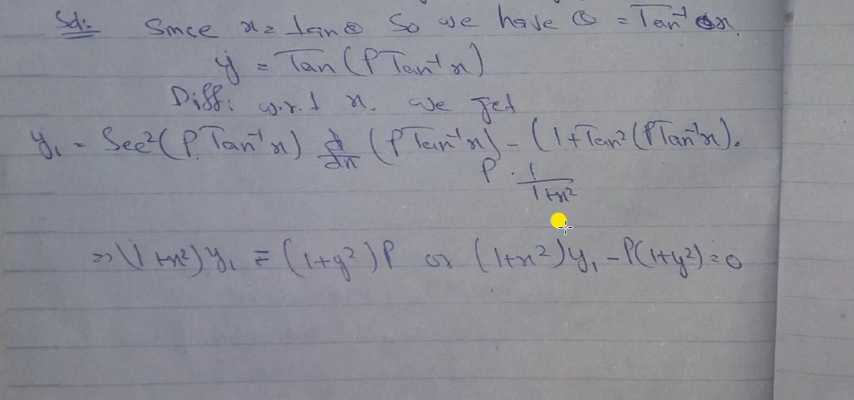 Sol: Since x = tan θ So we have θ = Tan⁻¹ x.
y = Tan (P Tan⁻¹ x)
Diff: w.r.t x. we get
y₁ = Sec²(P Tan⁻¹ x) d/dx (P Tan⁻¹ x) = (1+Tan²(P Tan⁻¹ x).
P · 1/1+x²
=> (1+x²) y₁ = (1+y²) P or (1+x²) y₁ - P(1+y²) = 0